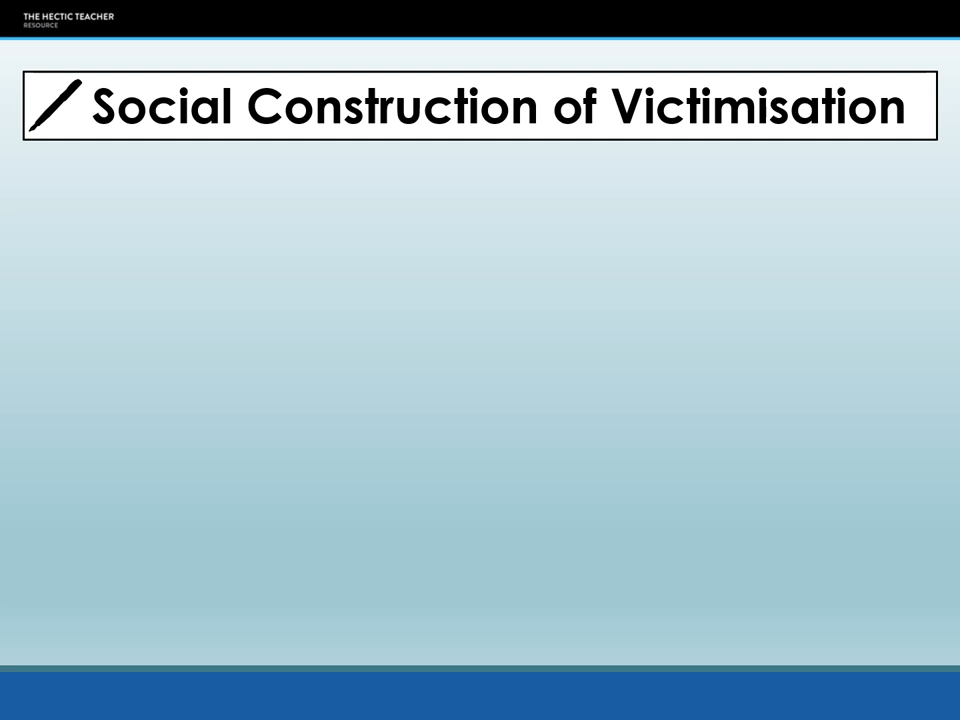 THE HECTIC TEACHER
RESOURCE
Social Construction of Victimisation